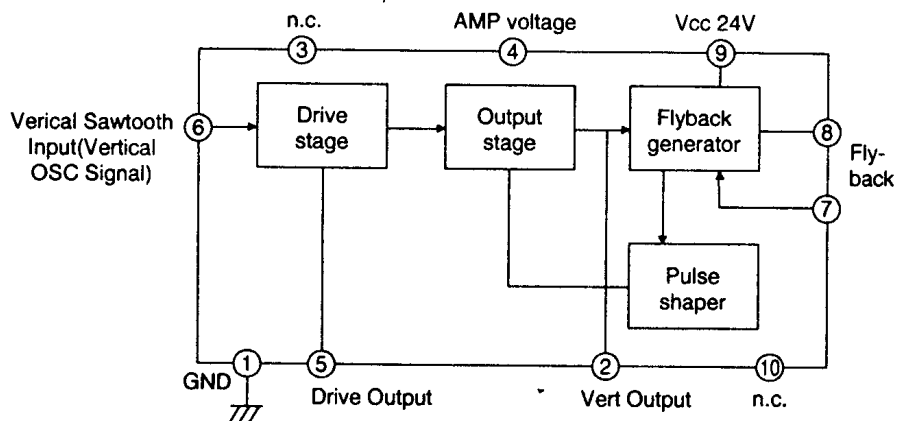 n.c.
AMP voltage
Vcc 24V
3
4
9
Verical Sawtooth
Input(Vertical
OSC Signal)
6
Drive
stage
Output
stage
Flyback
generator
8
Fly-
back
7
Pulse
shaper
1
5
2
10
GND
Drive Output
Vert Output
n.c.